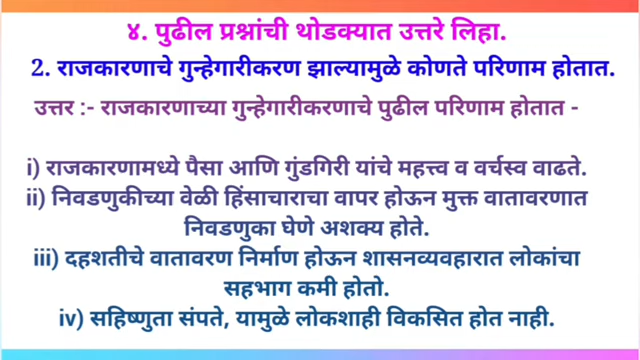 ४. पुढील प्रश्नांची थोडक्यात उत्तरे लिहा.
2. राजकारणाचे गुन्हेगारीकरण झाल्यामुळे कोणते परिणाम होतात.
उत्तर :- राजकारणाच्या गुन्हेगारीकरणाचे पुढील परिणाम होतात -
i) राजकारणामध्ये पैसा आणि गुंडगिरी यांचे महत्त्व व वर्चस्व वाढते.
ii) निवडणुकीच्या वेळी हिंसाचाराचा वापर होऊन मुक्त वातावरणात
निवडणुका घेणे अशक्य होते.
iii) दहशतीचे वातावरण निर्माण होऊन शासनव्यवहारात लोकांचा
सहभाग कमी होतो.
iv) सहिष्णुता संपते, यामुळे लोकशाही विकसित होत नाही.